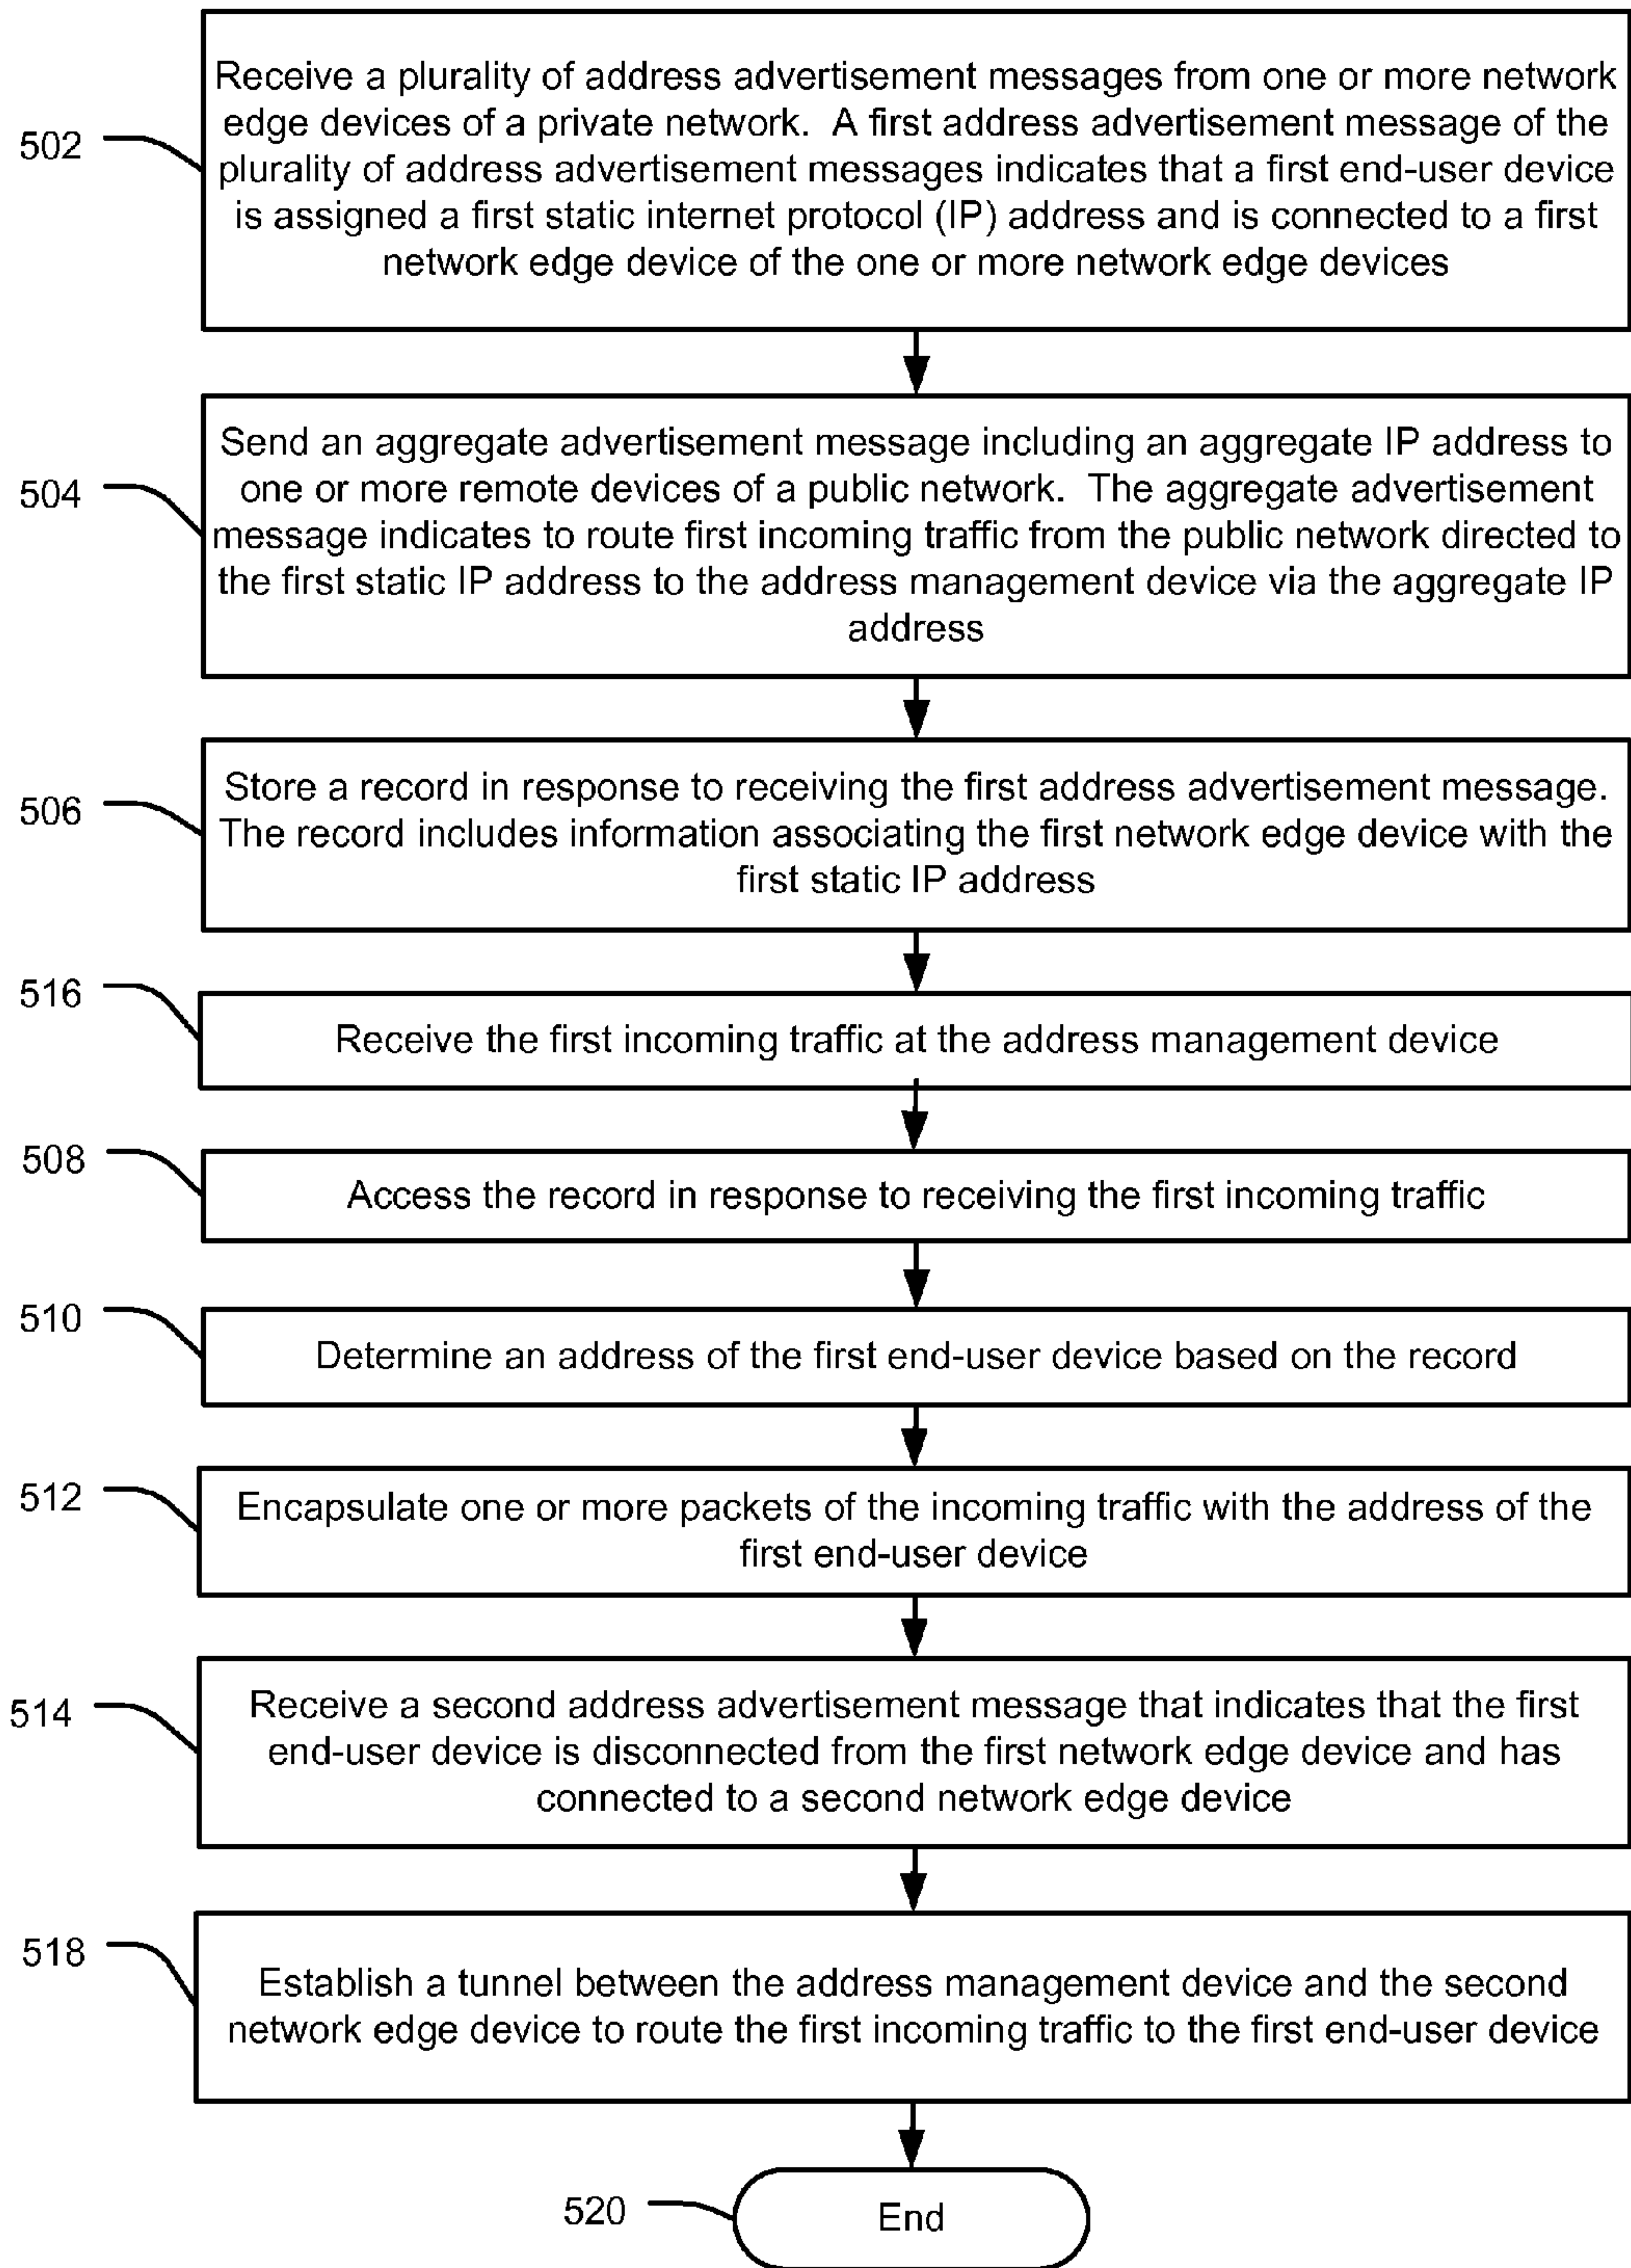 502
Receive a plurality of address advertisement messages from one or more network
edge devices of a private network.  A first address advertisement message of the
plurality of address advertisement messages indicates that a first end-user device
is assigned a first static internet protocol (IP) address and is connected to a first
network edge device of the one or more network edge devices
504
Send an aggregate advertisement message including an aggregate IP address to
one or more remote devices of a public network.  The aggregate advertisement
message indicates to route first incoming traffic from the public network directed to
the first static IP address to the address management device via the aggregate IP
address
506
Store a record in response to receiving the first address advertisement message.
The record includes information associating the first network edge device with the
first static IP address
516
Receive the first incoming traffic at the address management device
508
Access the record in response to receiving the first incoming traffic
510
Determine an address of the first end-user device based on the record
512
Encapsulate one or more packets of the incoming traffic with the address of the
first end-user device
514
Receive a second address advertisement message that indicates that the first
end-user device is disconnected from the first network edge device and has
connected to a second network edge device
518
Establish a tunnel between the address management device and the second
network edge device to route the first incoming traffic to the first end-user device
520
End